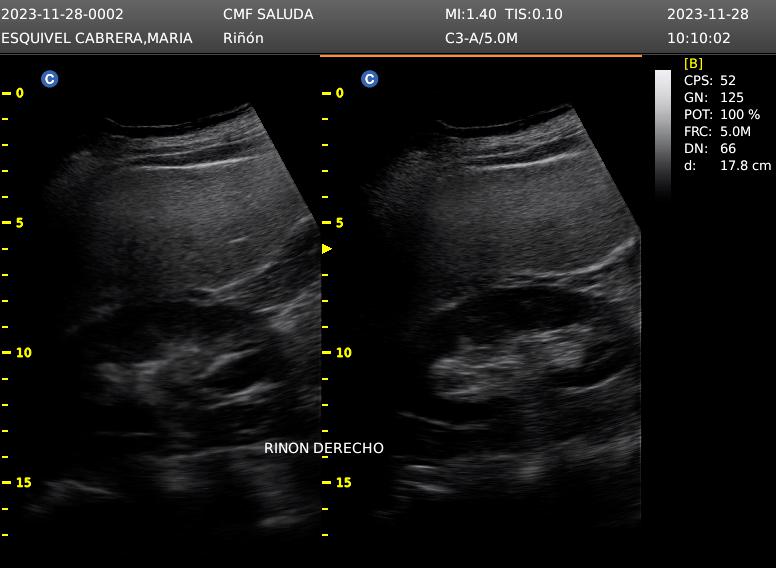 2023-11-28-0002 CMF SALUDA MI:1.40 TIS:0.10 2023-11-28
ESQUIVEL CABRERA,MARIA Riñón C3-A/5.0M 10:10:02
[B]
C C
CPS: 52
GN: 125
POT: 100 %
FRC: 5.0M
DN: 66
d: 17.8 cm
0 0
5 5
10 10
RINON DERECHO
15 15